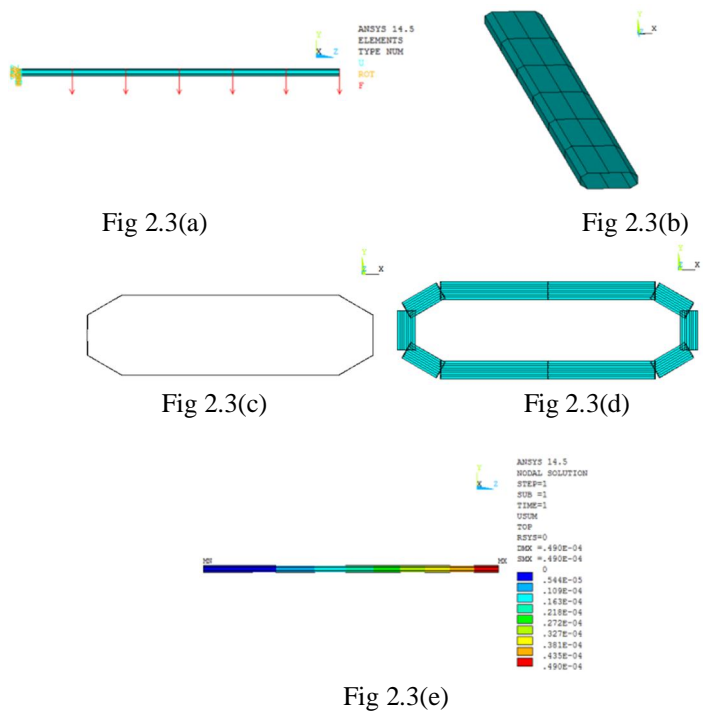 ANSYS 14.5
ELEMENTS
TYPE NUM
U
ROT
F
Y
X Z
Y
X
Fig 2.3(a)
Fig 2.3(b)
Y
Z X
Y
Z X
Fig 2.3(c)
Fig 2.3(d)
ANSYS 14.5
NODAL SOLUTION
STEP=1
SUB =1
TIME=1
USUM
TOP
RSYS=0
DMX =.490E-04
SMX =.490E-04
Y
X Z
MN
MX
0
.544E-05
.109E-04
.163E-04
.218E-04
.272E-04
.327E-04
.381E-04
.435E-04
.490E-04
Fig 2.3(e)